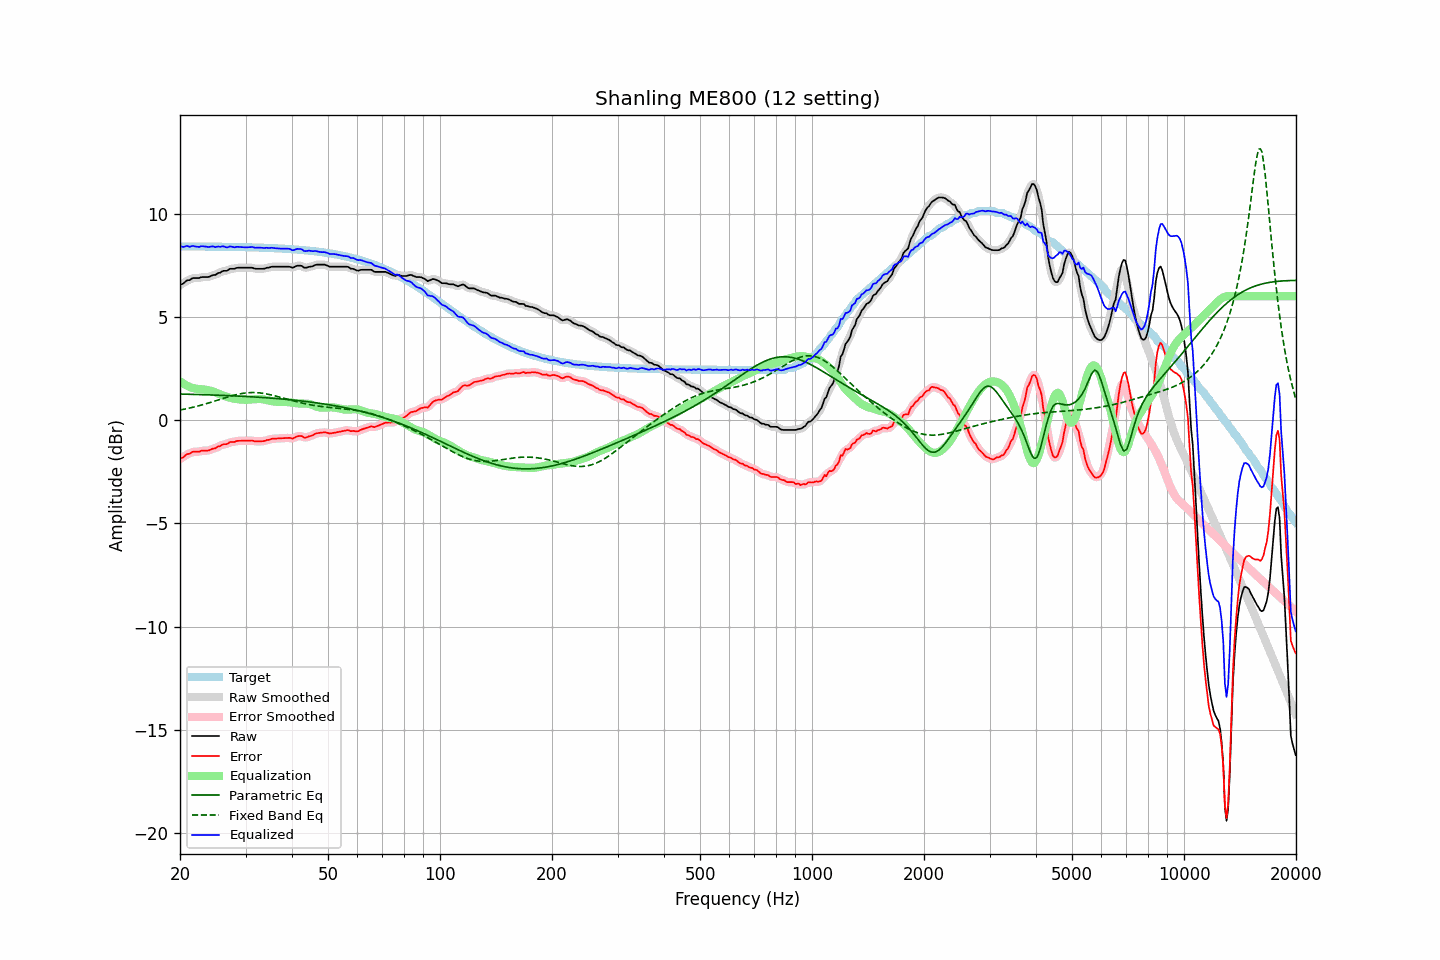 Shanling ME800 (12 setting)
Amplitude (dBr)
10
5
0
−5
−10
−15
−20
Target
Raw Smoothed
Error Smoothed
Raw
Error
Equalization
Parametric Eq
Fixed Band Eq
Equalized
20
50
100
200
500
1000
2000
5000
10000
20000
Frequency (Hz)